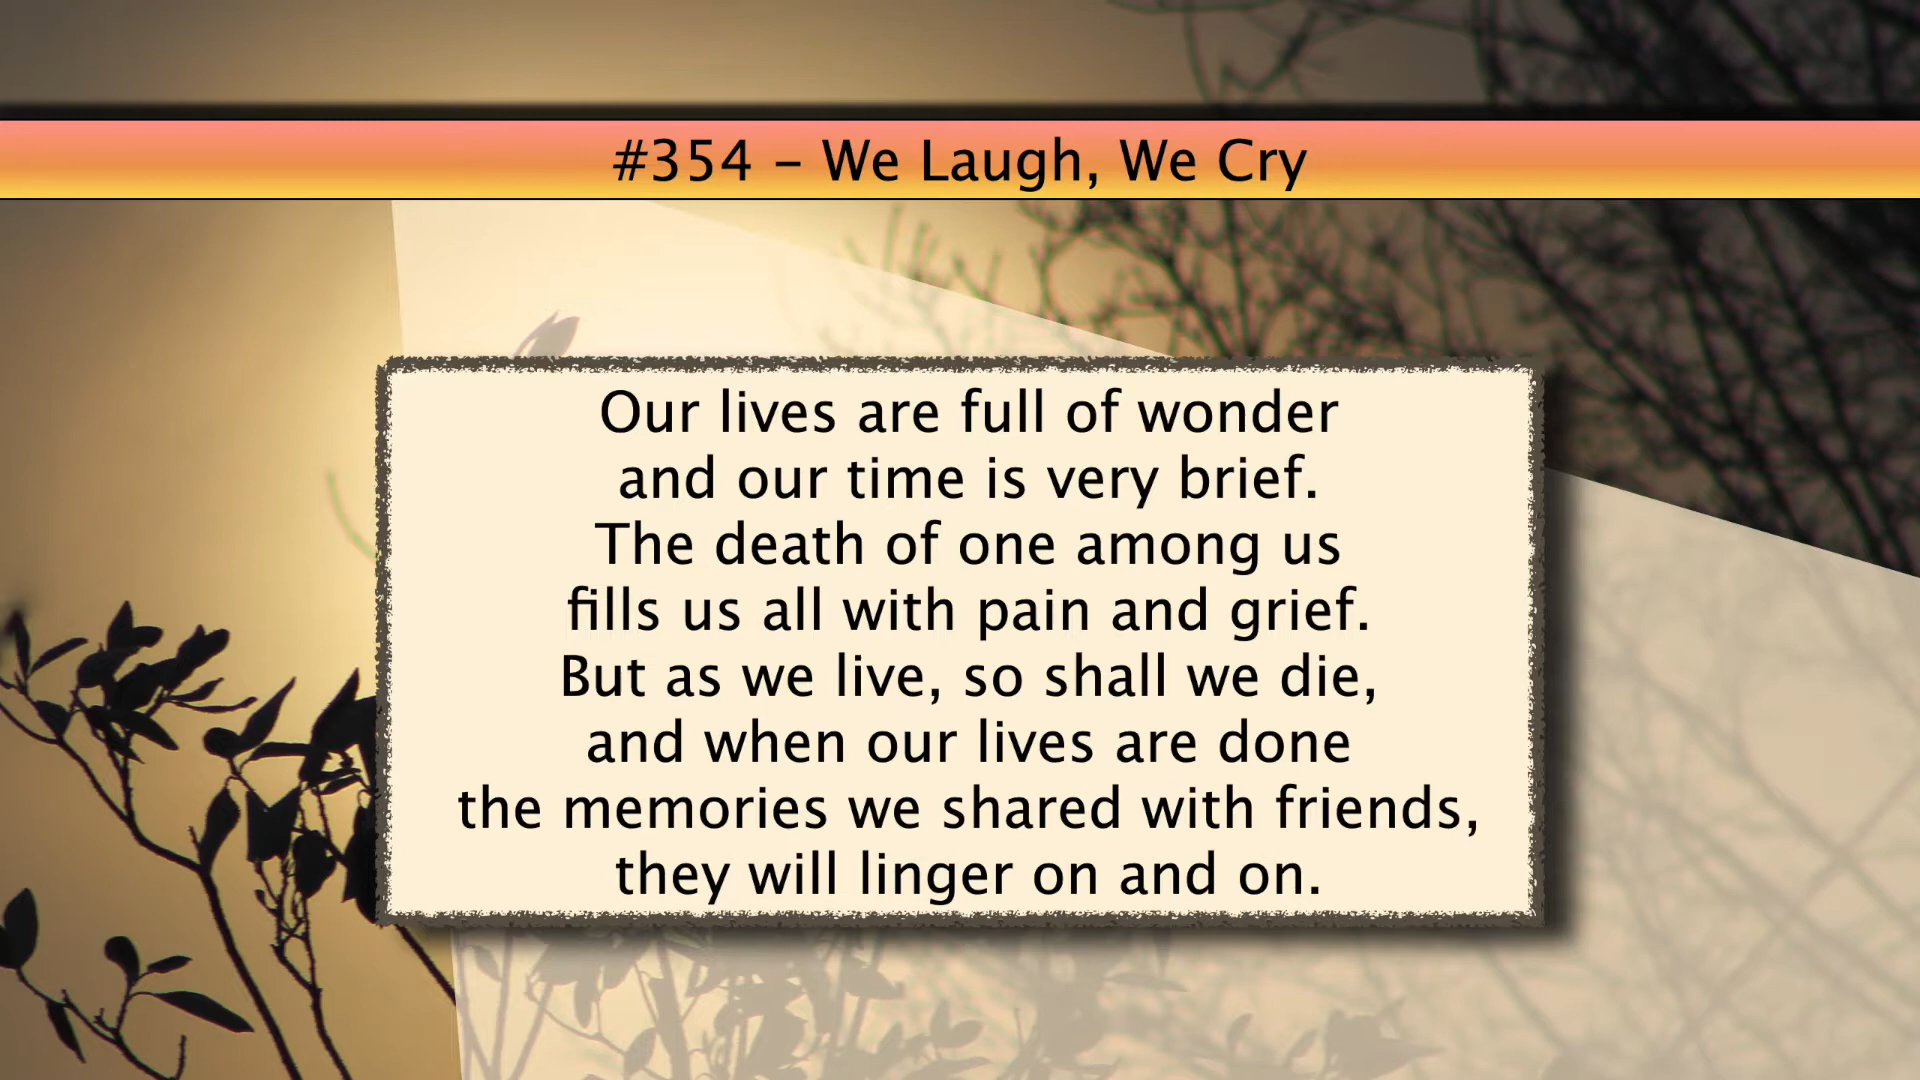 #354 – We Laugh, We Cry
Our lives are full of wonder
and our time is very brief.
The death of one among us
fills us all with pain and grief.
But as we live, so shall we die,
and when our lives are done
the memories we shared with friends,
they will linger on and on.